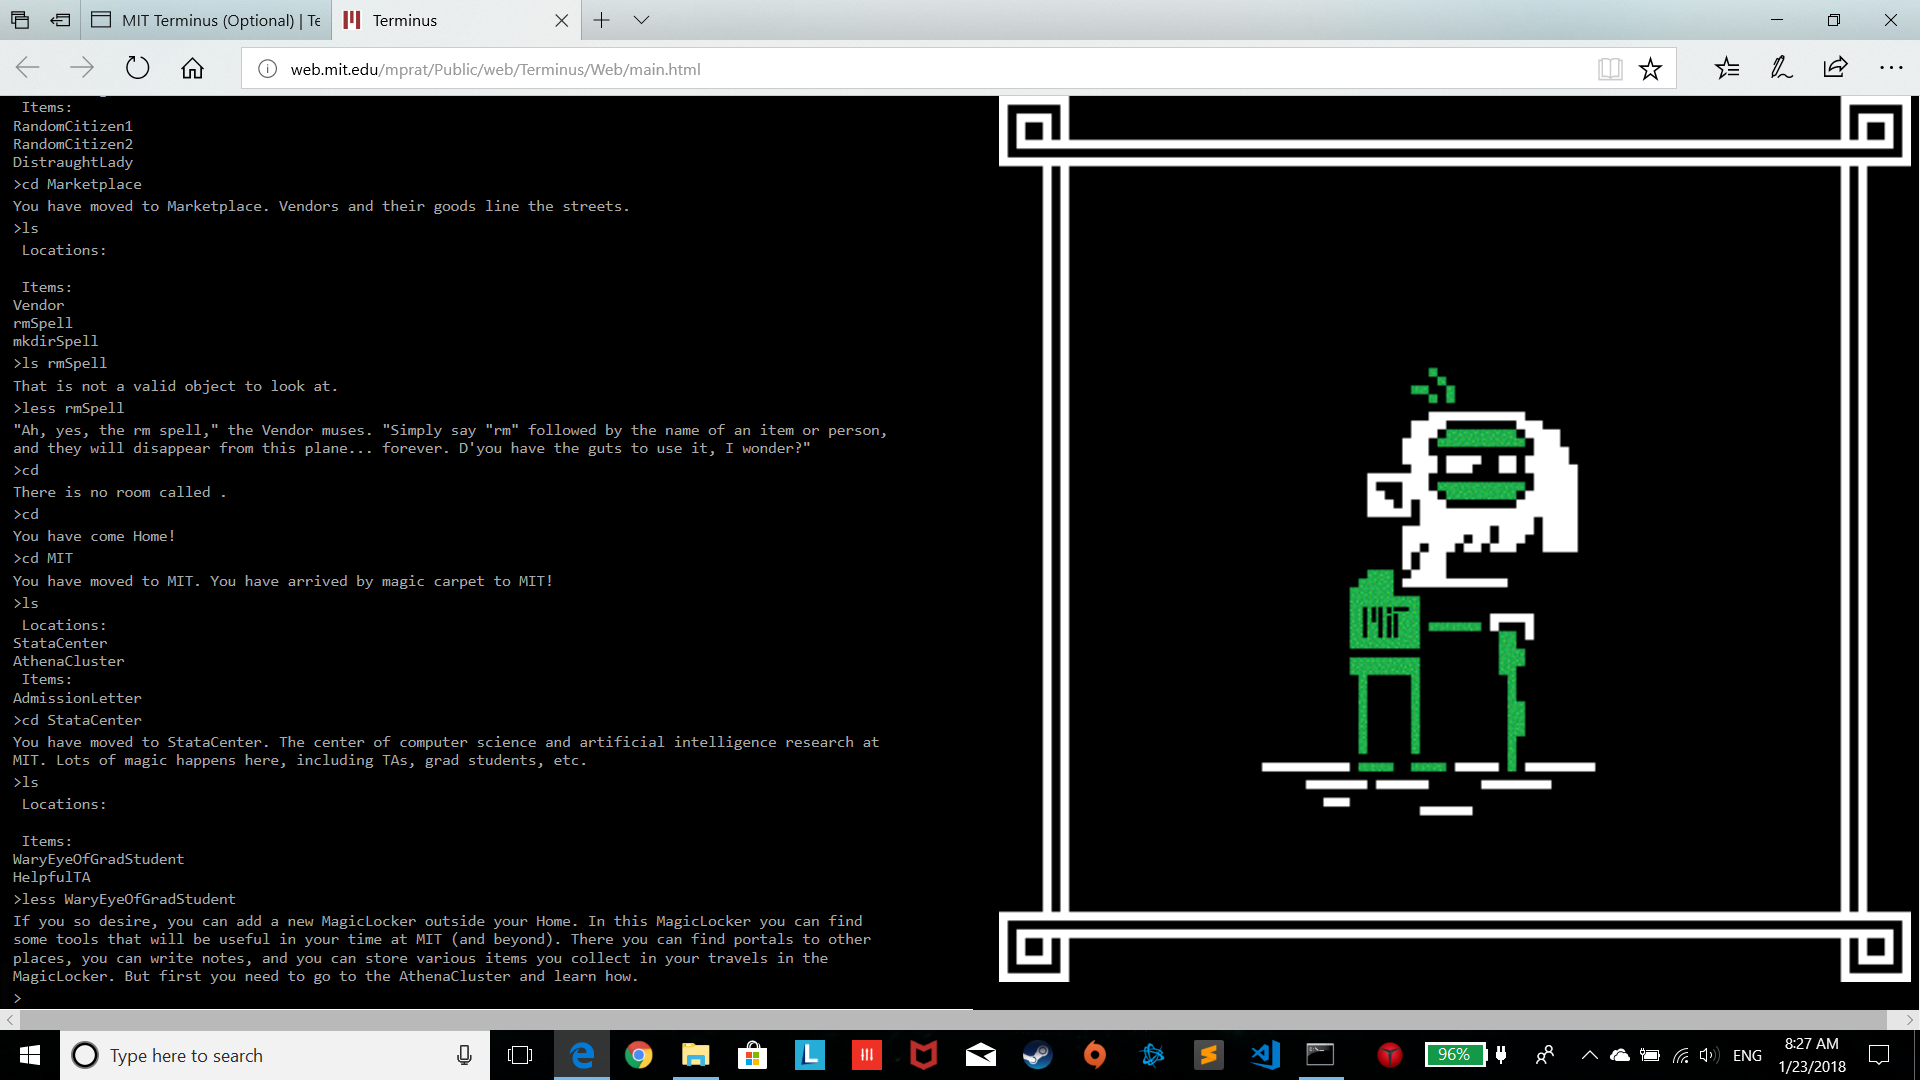 MIT Terminus (Optional) | Te
Terminus
web.mit.edu/mprat/Public/web/Terminus/Web/main.html
Items:
RandomCitizen1
RandomCitizen2
DistraughtLady
>cd Marketplace
You have moved to Marketplace. Vendors and their goods line the streets.
>ls
Locations:
Items:
Vendor
rmSpell
mkdirSpell
>ls rmSpell
That is not a valid object to look at.
>less rmSpell
"Ah, yes, the rm spell," the Vendor muses. "Simply say "rm" followed by the name of an item or person,
and they will disappear from this plane... forever. D'you have the guts to use it, I wonder?"
>cd
There is no room called .
>cd
You have come Home!
>cd MIT
You have moved to MIT. You have arrived by magic carpet to MIT!
>ls
Locations:
StataCenter
AthenaCluster
Items:
AdmissionLetter
>cd StataCenter
You have moved to StataCenter. The center of computer science and artificial intelligence research at
MIT. Lots of magic happens here, including TAs, grad students, etc.
>ls
Locations:
Items:
WaryEyeOfGradStudent
HelpfulTA
>less WaryEyeOfGradStudent
If you so desire, you can add a new MagicLocker outside your Home. In this MagicLocker you can find
some tools that will be useful in your time at MIT (and beyond). There you can find portals to other
places, you can write notes, and you can store various items you collect in your travels in the
MagicLocker. But first you need to go to the AthenaCluster and learn how.
>
MiT
Type here to search
L
96%
ENG
8:27 AM
1/23/2018